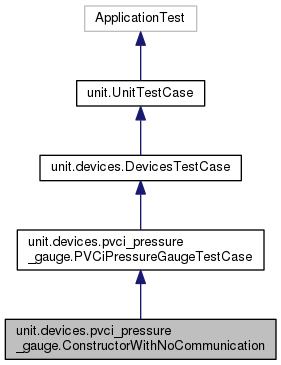 ApplicationTest
unit.UnitTestCase
unit.devices.DevicesTestCase
unit.devices.pvci_pressure
_gauge.PVCiPressureGaugeTestCase
unit.devices.pvci_pressure
_gauge.ConstructorWithNoCommunication